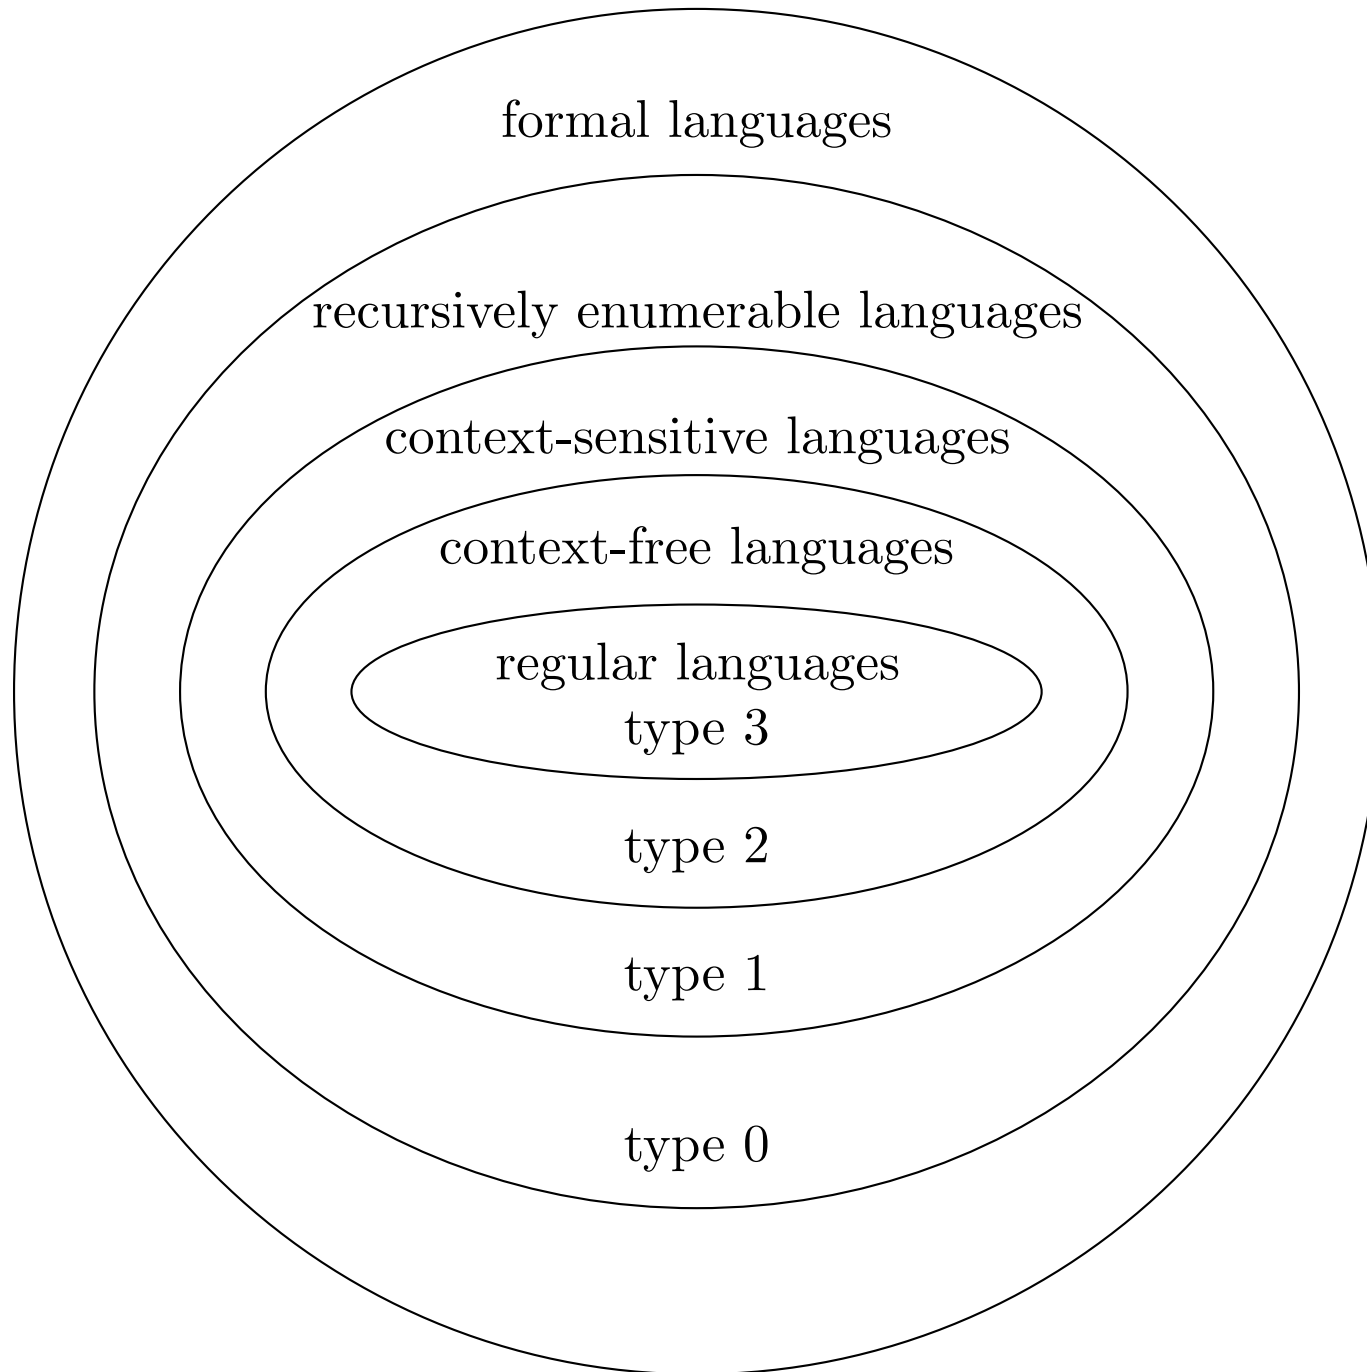 formal languages
recursively enumerable languages
context-sensitive languages
context-free languages
regular languages
type 3
type 2
type 1
type 0